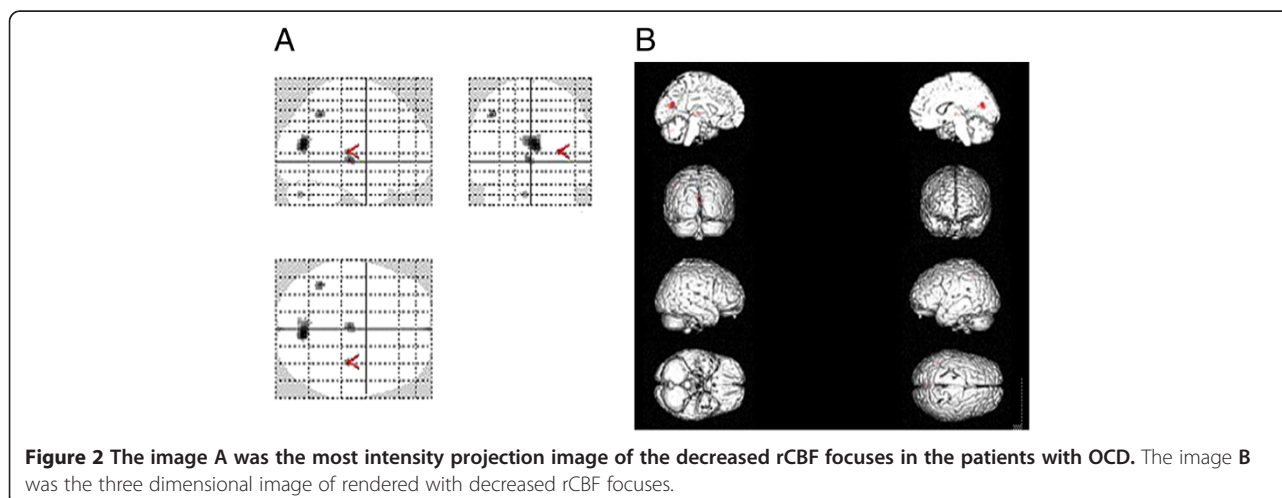 A
B
Figure 2 The image A was the most intensity projection image of the decreased rCBF focuses in the patients with OCD. The image B
was the three dimensional image of rendered with decreased rCBF focuses.